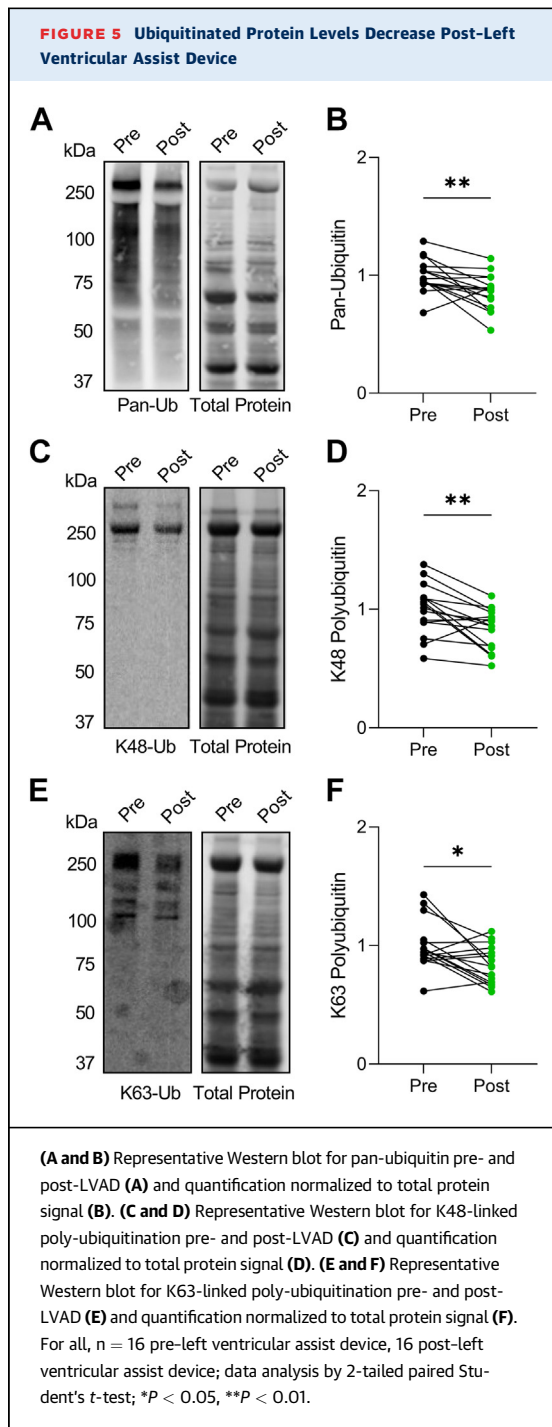 FIGURE 5 Ubiquitinated Protein Levels Decrease Post-Left
Ventricular Assist Device
A
Pre Post Pre Post
kDa
250
100
75
50
37
Pan-Ub Total Protein
B
2
1
0
Pan-Ubiquitin
**
Pre Post
C
Pre Post Pre Post
kDa
250
100
75
50
37
K48-Ub Total Protein
D
2
1
0
K48 Polyubiquitin
**
Pre Post
E
Pre Post Pre Post
kDa
250
100
75
50
37
K63-Ub Total Protein
F
2
1
0
K63 Polyubiquitin
*
Pre Post
(A and B) Representative Western blot for pan-ubiquitin pre- and
post-LVAD (A) and quantification normalized to total protein
signal (B). (C and D) Representative Western blot for K48-linked
poly-ubiquitination pre- and post-LVAD (C) and quantification
normalized to total protein signal (D). (E and F) Representative
Western blot for K63-linked poly-ubiquitination pre- and post-
LVAD (E) and quantification normalized to total protein signal (F).
For all, n = 16 pre-left ventricular assist device, 16 post-left
ventricular assist device; data analysis by 2-tailed paired Stu-
dent's t-test; *P < 0.05, **P < 0.01.